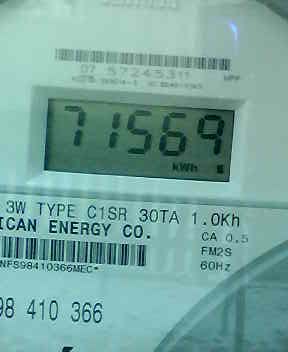 07 57245311
71569
kWh
3W TYPE C1SR 30TA 1.0Kh
ICAN ENERGY CO.
CA 0.5
FM2S
60Hz
NFS98410366MEC
98 410 366